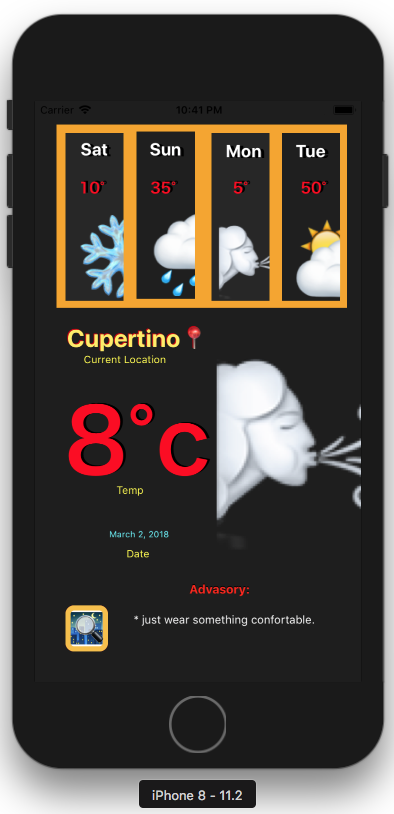 Carrier 10:41 PM
Sat Sun Mon Tue
10° 35° 5° 50°
Cupertino
Current Location
8°c
Temp
March 2, 2018
Date
Advasory:
* just wear something confortable.
iPhone 8 - 11.2